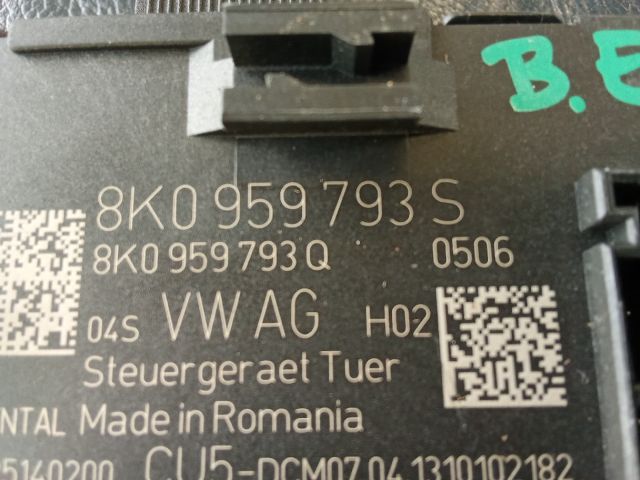 B.E
8K0 959 793 S
8K0 959 793 Q 0506
04S VW AG H02
Steuergeraet Tuer
NTAL Made in Romania
5140200 CU5-DCM07.04 1310102182